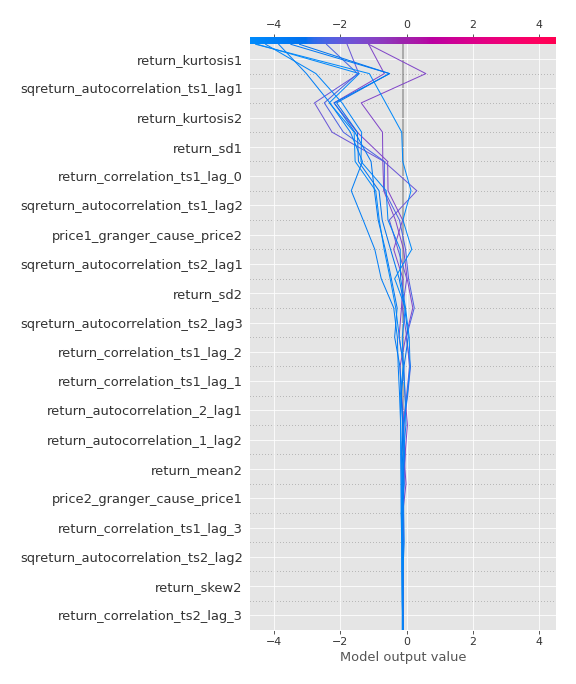 −4 −2 0 2 4
return_kurtosis1
sqreturn_autocorrelation_ts1_lag1
return_kurtosis2
return_sd1
return_correlation_ts1_lag_0
sqreturn_autocorrelation_ts1_lag2
price1_granger_cause_price2
sqreturn_autocorrelation_ts2_lag1
return_sd2
sqreturn_autocorrelation_ts2_lag3
return_correlation_ts1_lag_2
return_correlation_ts1_lag_1
return_autocorrelation_2_lag1
return_autocorrelation_1_lag2
return_mean2
price2_granger_cause_price1
return_correlation_ts1_lag_3
sqreturn_autocorrelation_ts2_lag2
return_skew2
return_correlation_ts2_lag_3
−4 −2 0 2 4
Model output value